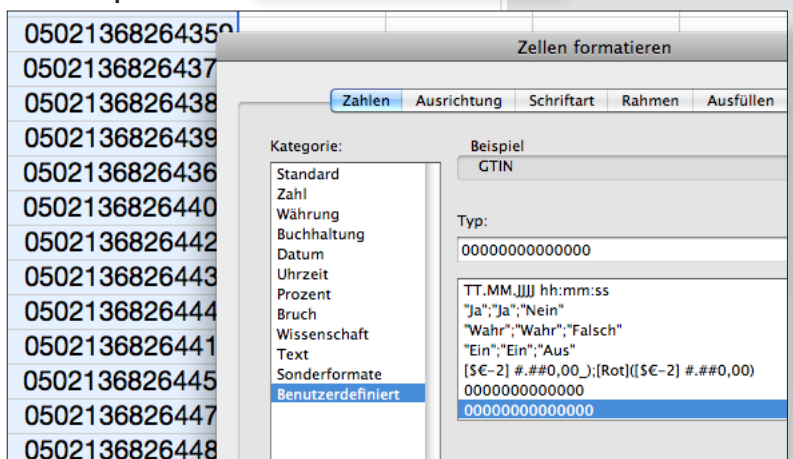 05021368264359
0502136826437
0502136826438
0502136826439
0502136826436
0502136826440
0502136826442
0502136826443
0502136826444
0502136826441
0502136826445
0502136826447
0502136826448
Zellen formatieren
Zahlen Ausrichtung Schriftart Rahmen Ausfüllen
Kategorie:
Standard
Zahl
Währung
Buchhaltung
Datum
Uhrzeit
Prozent
Bruch
Wissenschaft
Text
Sonderformate
Benutzerdefiniert
Beispiel
GTIN
Typ:
00000000000000
TT.MM.JJJJ hh:mm:ss
"Ja";"Ja";"Nein"
"Wahr";"Wahr";"Falsch"
"Ein";"Ein";"Aus"
[$€-2] #.##0,00_);[Rot]([$€-2] #.##0,00)
0000000000000
00000000000000